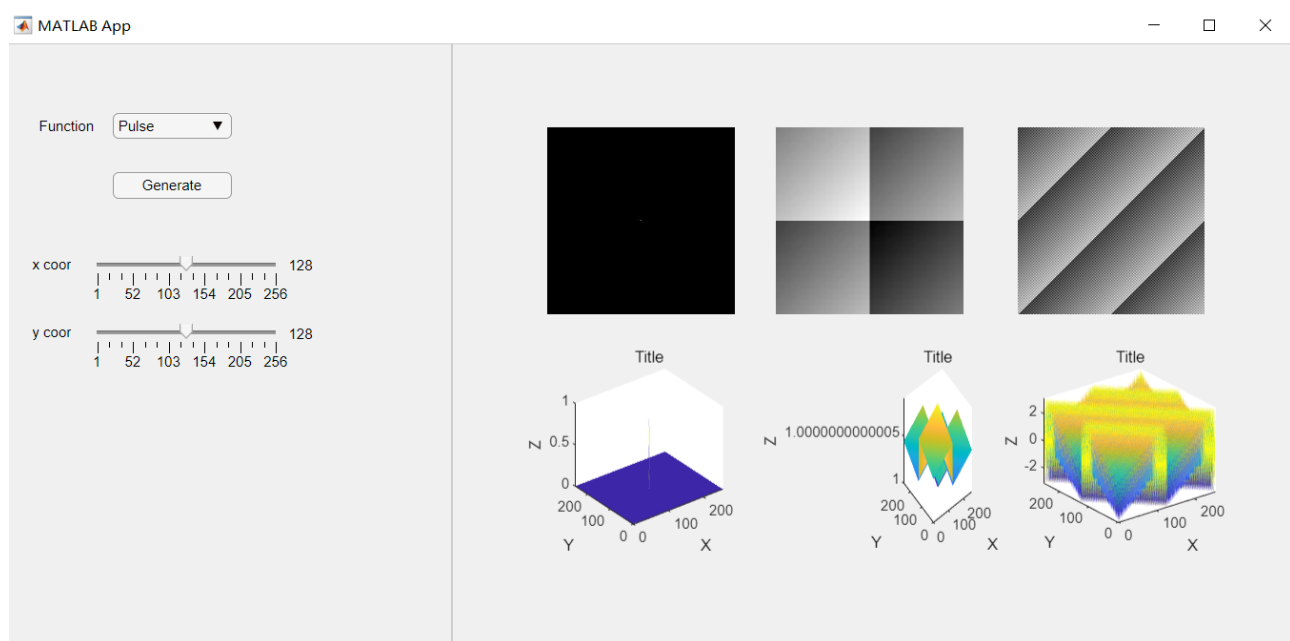 MATLAB App
Function Pulse
Generate
x coor 128
1 52 103 154 205 256
y coor 128
1 52 103 154 205 256
Title
1
0.5
0
Z
200
100
0
Y
0
100
200
X
Title
1.0000000000005
1
Z
200
100
0
Y
0
100
200
X
Title
2
0
-2
Z
200
100
0
Y
0
100
200
X